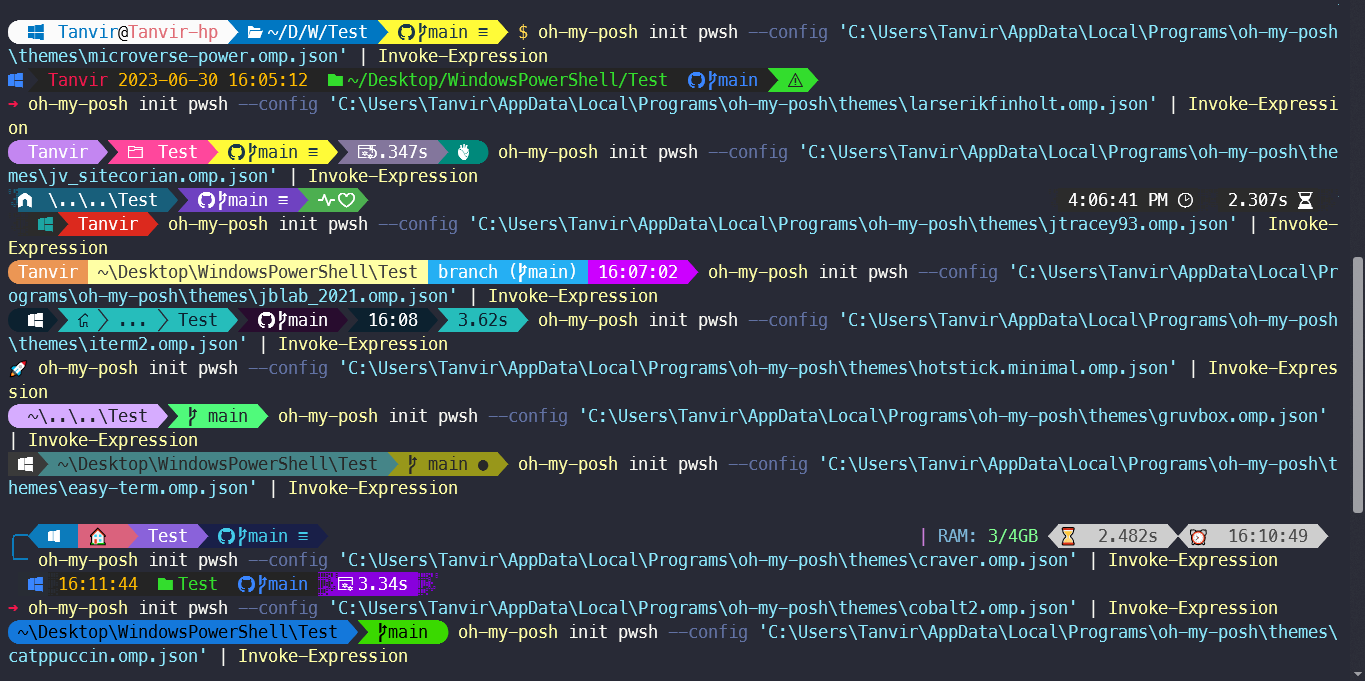 Tanvir@Tanvir-hp ~/D/W/Test main ≡ $ oh-my-posh init pwsh --config 'C:\Users\Tanvir\AppData\Local\Programs\oh-my-posh
\themes\microverse-power.omp.json' | Invoke-Expression
Tanvir 2023-06-30 16:05:12 ~/Desktop/WindowsPowerShell/Test main
→ oh-my-posh init pwsh --config 'C:\Users\Tanvir\AppData\Local\Programs\oh-my-posh\themes\larserikfinholt.omp.json' | Invoke-Expressi
on
Tanvir Test main ≡ 5.347s oh-my-posh init pwsh --config 'C:\Users\Tanvir\AppData\Local\Programs\oh-my-posh\the
mes\jv_sitecorian.omp.json' | Invoke-Expression
\..\..\Test main ≡ 4:06:41 PM 2.307s
Tanvir oh-my-posh init pwsh --config 'C:\Users\Tanvir\AppData\Local\Programs\oh-my-posh\themes\jtracey93.omp.json' | Invoke-
Expression
Tanvir ~\Desktop\WindowsPowerShell\Test branch (main) 16:07:02 oh-my-posh init pwsh --config 'C:\Users\Tanvir\AppData\Local\Pr
ograms\oh-my-posh\themes\jblab_2021.omp.json' | Invoke-Expression
... Test main 16:08 3.62s oh-my-posh init pwsh --config 'C:\Users\Tanvir\AppData\Local\Programs\oh-my-posh
\themes\iterm2.omp.json' | Invoke-Expression
🚀 oh-my-posh init pwsh --config 'C:\Users\Tanvir\AppData\Local\Programs\oh-my-posh\themes\hotstick.minimal.omp.json' | Invoke-Expres
sion
~\..\..\Test main oh-my-posh init pwsh --config 'C:\Users\Tanvir\AppData\Local\Programs\oh-my-posh\themes\gruvbox.omp.json'
| Invoke-Expression
~\Desktop\WindowsPowerShell\Test main ● oh-my-posh init pwsh --config 'C:\Users\Tanvir\AppData\Local\Programs\oh-my-posh\t
hemes\easy-term.omp.json' | Invoke-Expression
Test main ≡ | RAM: 3/4GB 2.482s 16:10:49
oh-my-posh init pwsh --config 'C:\Users\Tanvir\AppData\Local\Programs\oh-my-posh\themes\craver.omp.json' | Invoke-Expression
16:11:44 Test main 3.34s
→ oh-my-posh init pwsh --config 'C:\Users\Tanvir\AppData\Local\Programs\oh-my-posh\themes\cobalt2.omp.json' | Invoke-Expression
~\Desktop\WindowsPowerShell\Test main oh-my-posh init pwsh --config 'C:\Users\Tanvir\AppData\Local\Programs\oh-my-posh\themes\
catppuccin.omp.json' | Invoke-Expression